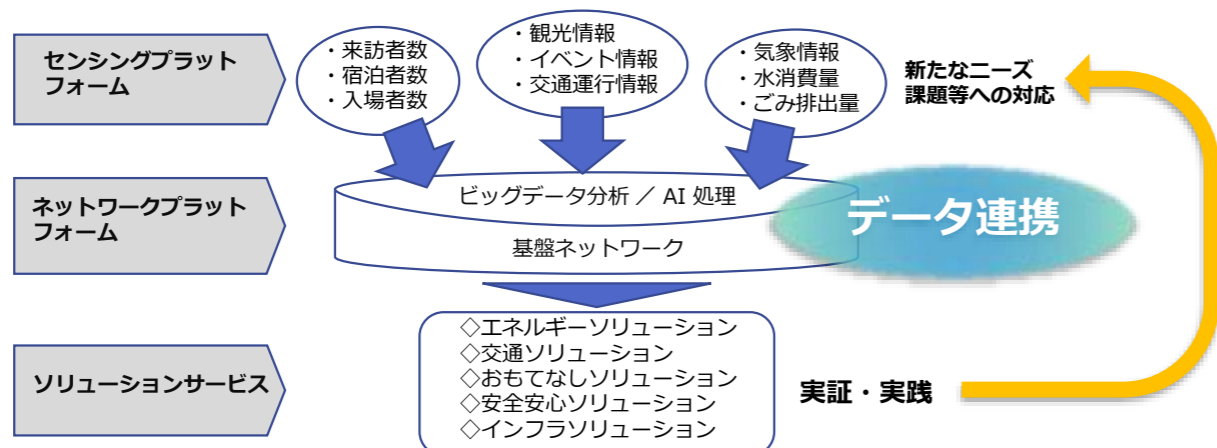 センシングプラット
フォーム
・来訪者数
・宿泊者数
・入場者数
・観光情報
・イベント情報
・交通運行情報
・気象情報
・水消費量
・ごみ排出量
新たなニーズ
課題等への対応
ネットワークプラット
フォーム
ビッグデータ分析 ／ AI 処理
基盤ネットワーク
データ連携
ソリューションサービス
◇エネルギーソリューション
◇交通ソリューション
◇おもてなしソリューション
◇安全安心ソリューション
◇インフラソリューション
実証・実践